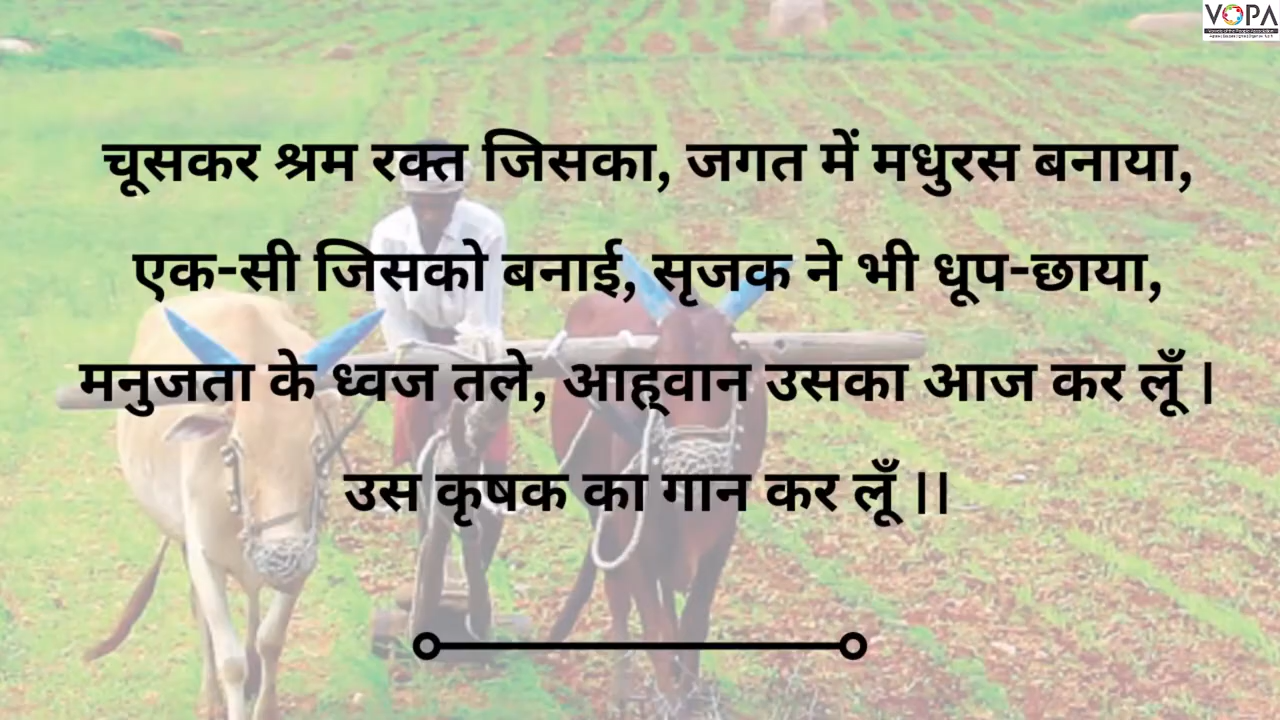 VOPA
चूसकर श्रम रक्त जिसका, जगत में मधुरस बनाया,
एक-सी जिसको बनाई, सृजक ने भी धूप-छाया,
मनुजता के ध्वज तले, आह्‌वान उसका आज कर लूँ |
उस कृषक का गान कर लूँ ||